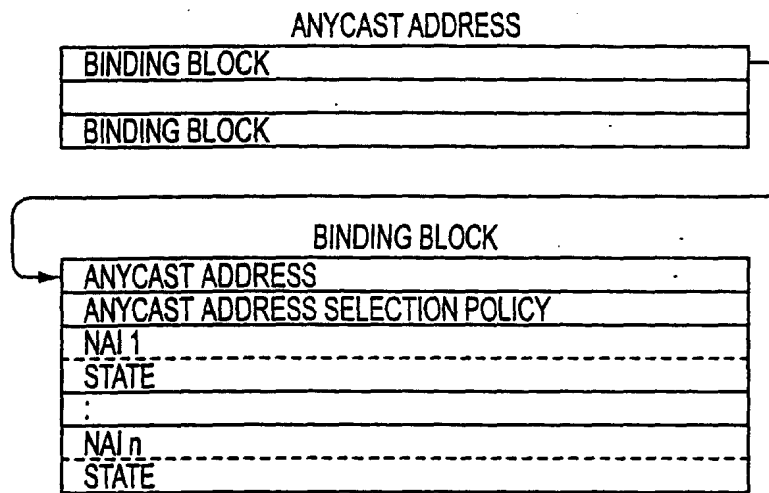 ANYCAST ADDRESS
BINDING BLOCK
BINDING BLOCK
BINDING BLOCK
ANYCAST ADDRESS
ANYCAST ADDRESS SELECTION POLICY
NAI 1
STATE
:
NAI n
STATE